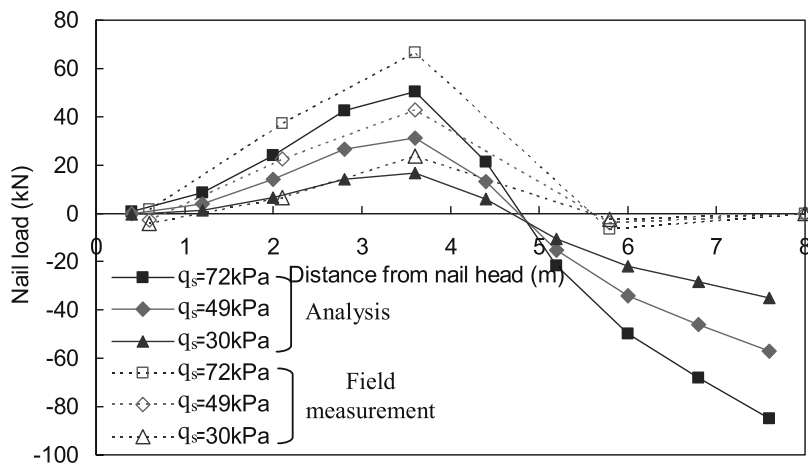 80
60
40
20
0
-20
-40
-60
-80
-100
Nail load (kN)
0 1 2 3 4 5 6 7 8
Distance from nail head (m)
qs=72kPa
qs=49kPa
qs=30kPa
Analysis
qs=72kPa
qs=49kPa
qs=30kPa
Field
measurement